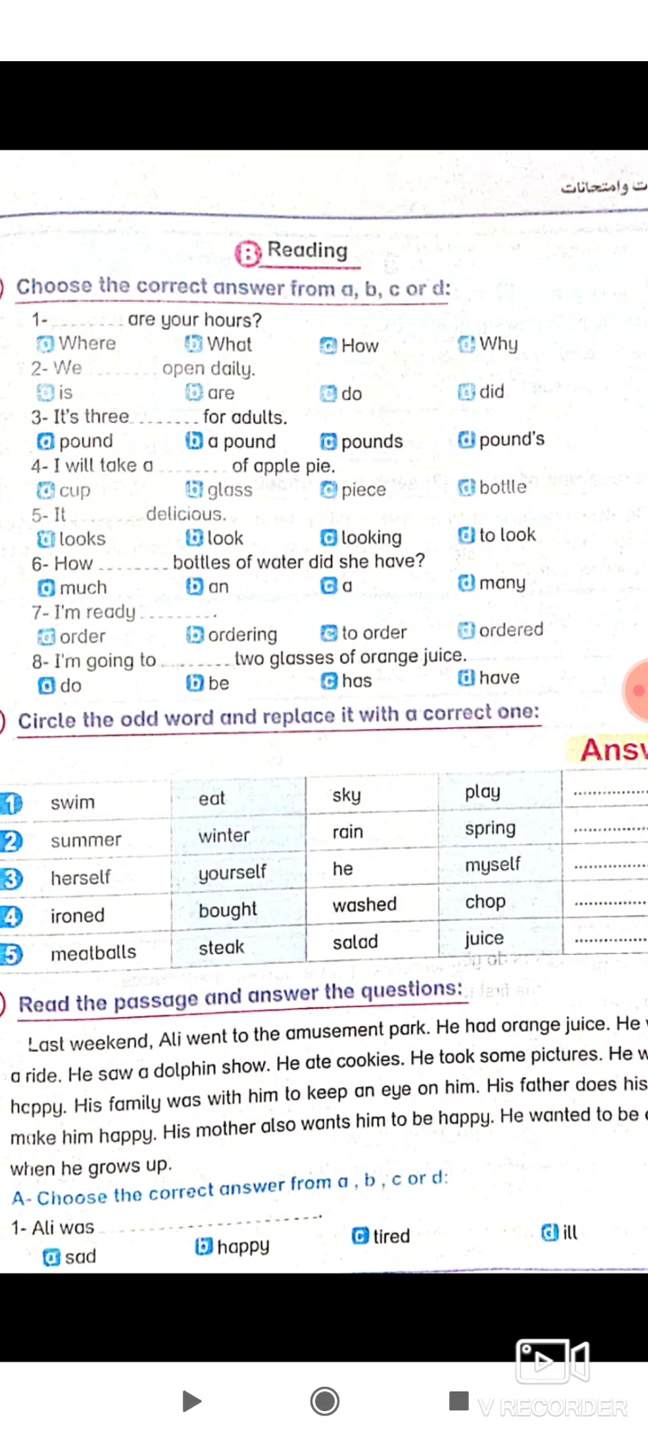 ت وامتحانات
B Reading
Choose the correct answer from a, b, c or d:
1- ........ are your hours?
a Where b What c How d Why
2- We ........ open daily.
a is b are c do d did
3- It's three ........ for adults.
a pound b a pound c pounds d pound's
4- I will take a ........ of apple pie.
a cup b glass c piece d bottle
5- It ........ delicious.
a looks b look c looking d to look
6- How ........ bottles of water did she have?
a much b an c a d many
7- I'm ready ........ .
a order b ordering c to order d ordered
8- I'm going to ........ two glasses of orange juice.
a do b be c has d have
Circle the odd word and replace it with a correct one:
Answ
1 swim eat sky play ........
2 summer winter rain spring ........
3 herself yourself he myself ........
4 ironed bought washed chop ........
5 meatballs steak salad juice ........
Read the passage and answer the questions:
Last weekend, Ali went to the amusement park. He had orange juice. He
a ride. He saw a dolphin show. He ate cookies. He took some pictures. He w
happy. His family was with him to keep an eye on him. His father does his
make him happy. His mother also wants him to be happy. He wanted to be
when he grows up.
A- Choose the correct answer from a , b , c or d:
1- Ali was ........ .
a sad b happy c tired d ill
V RECORDER